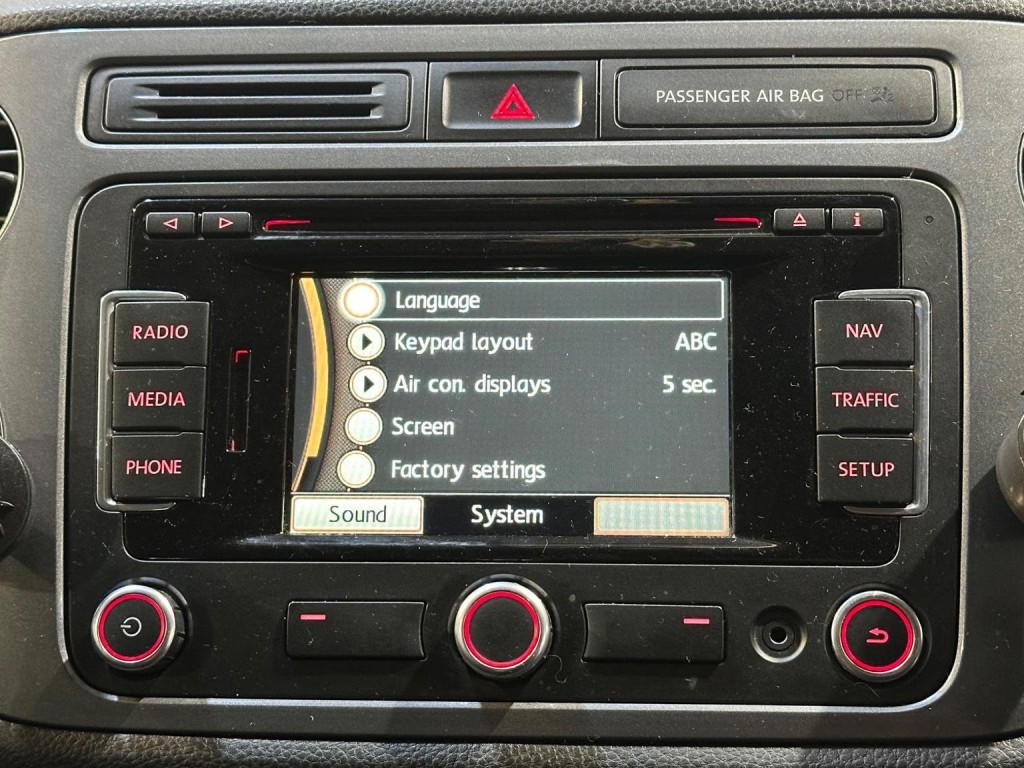 PASSENGER AIR BAG OFF
i
RADIO
MEDIA
PHONE
Language
Keypad layout ABC
Air con. displays 5 sec.
Screen
Factory settings
Sound System
NAV
TRAFFIC
SETUP